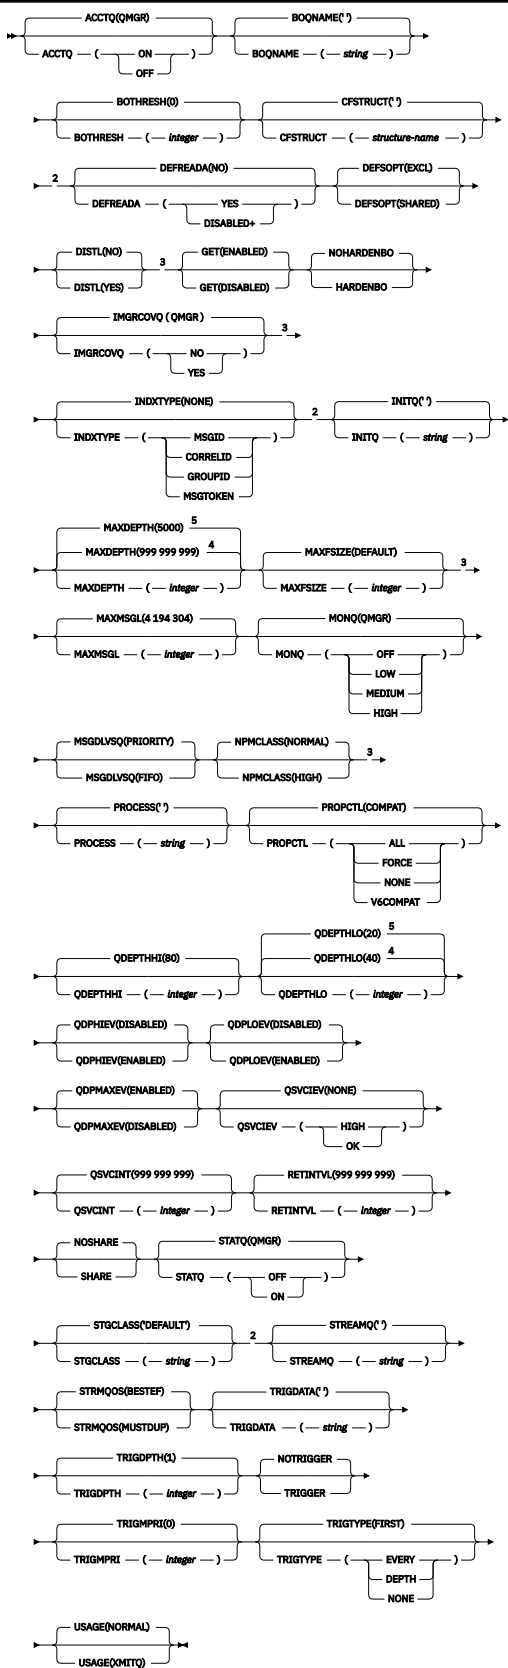 ACCTQ(QMGR) BOQNAME(' ')
ACCTQ ( ON ) BOQNAME ( string )
OFF
BOTHRESH(0) CFSTRUCT(' ')
BOTHRESH ( integer ) CFSTRUCT ( structure-name )
2 DEFREADA(NO) DEFSOPT(EXCL)
DEFREADA ( YES ) DEFSOPT(SHARED)
DISABLED+
DISTL(NO) 3 GET(ENABLED) NOHARDENBO
DISTL(YES) GET(DISABLED) HARDENBO
IMGRCOVQ ( QMGR ) 3
IMGRCOVQ ( NO )
YES
INDXTYPE(NONE) 2 INITQ(' ')
INDXTYPE ( MSGID ) INITQ ( string )
CORRELID
GROUPID
MSGTOKEN
MAXDEPTH(5000) 5
MAXDEPTH(999 999 999) 4 MAXFSIZE(DEFAULT) 3
MAXDEPTH ( integer ) MAXFSIZE ( integer )
MAXMSGL(4 194 304) MONQ(QMGR)
MAXMSGL ( integer ) MONQ ( OFF )
LOW
MEDIUM
HIGH
MSGDLVSQ(PRIORITY) NPMCLASS(NORMAL) 3
MSGDLVSQ(FIFO) NPMCLASS(HIGH)
PROCESS(' ') PROPCTL(COMPAT)
PROCESS ( string ) PROPCTL ( ALL )
FORCE
NONE
V6COMPAT
QDEPTHLO(20) 5
QDEPTHHI(80) QDEPTHLO(40) 4
QDEPTHHI ( integer ) QDEPTHLO ( integer )
QDPHIEV(DISABLED) QDPLOEV(DISABLED)
QDPHIEV(ENABLED) QDPLOEV(ENABLED)
QDPMAXEV(ENABLED) QSVCIEV(NONE)
QDPMAXEV(DISABLED) QSVCIEV ( HIGH )
OK
QSVCINT(999 999 999) RETINTVL(999 999 999)
QSVCINT ( integer ) RETINTVL ( integer )
NOSHARE STATQ(QMGR)
SHARE STATQ ( OFF )
ON
STGCLASS('DEFAULT') 2 STREAMQ(' ')
STGCLASS ( string ) STREAMQ ( string )
STRMQOS(BESTEF) TRIGDATA(' ')
STRMQOS(MUSTDUP) TRIGDATA ( string )
TRIGDPTH(1) NOTRIGGER
TRIGDPTH ( integer ) TRIGGER
TRIGMPRI(0) TRIGTYPE(FIRST)
TRIGMPRI ( integer ) TRIGTYPE ( EVERY )
DEPTH
NONE
USAGE(NORMAL)
USAGE(XMITQ)